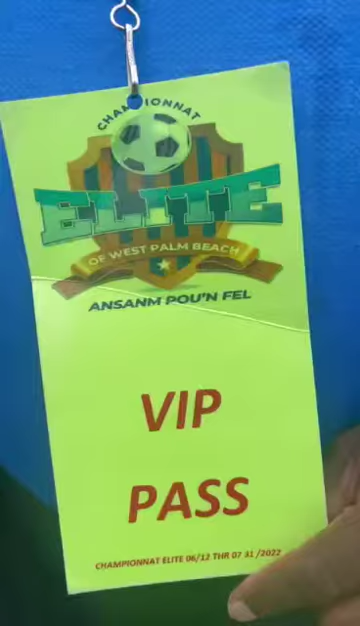 CHAMPIONNAT
ELITE
OF WEST PALM BEACH
ANSANM POU'N FEL
VIP
PASS
CHAMPIONNAT ELITE 06/12 THR 07 31 /2022